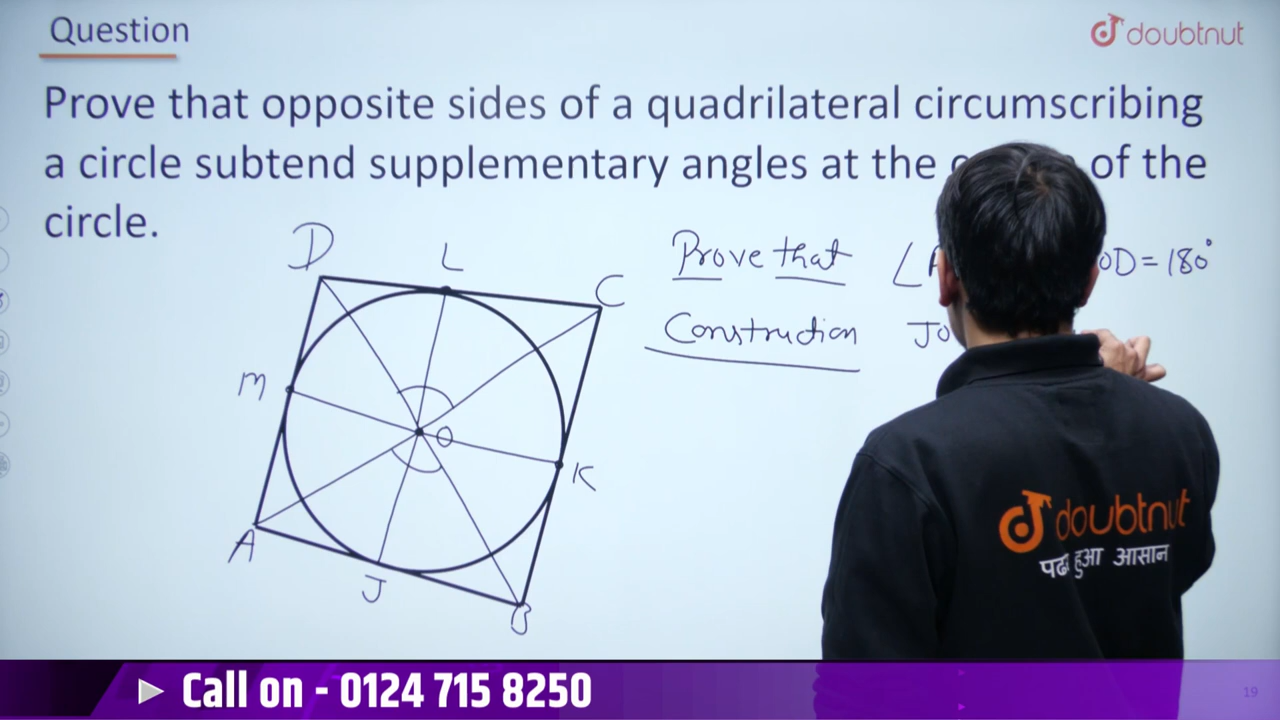 Question
doubtnut
Prove that opposite sides of a quadrilateral circumscribing
a circle subtend supplementary angles at the of the
circle.
D
L
C
Prove that ∠ OD = 180°
Construction JO
M
O
K
A
J
B
doubtnut
पढ़ना हुआ आसान
Call on - 0124 715 8250
19